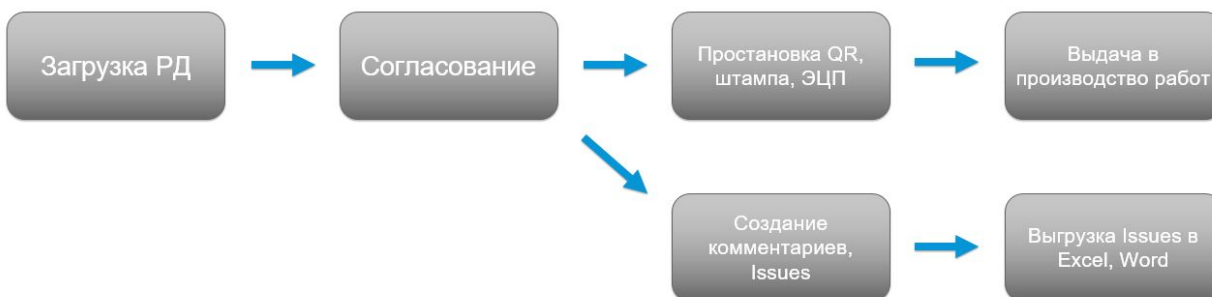 Загрузка РД
Согласование
Простановка QR,
штампа, ЭЦП
Выдача в
производство работ
Создание
комментариев,
Issues
Выгрузка Issues в
Excel, Word